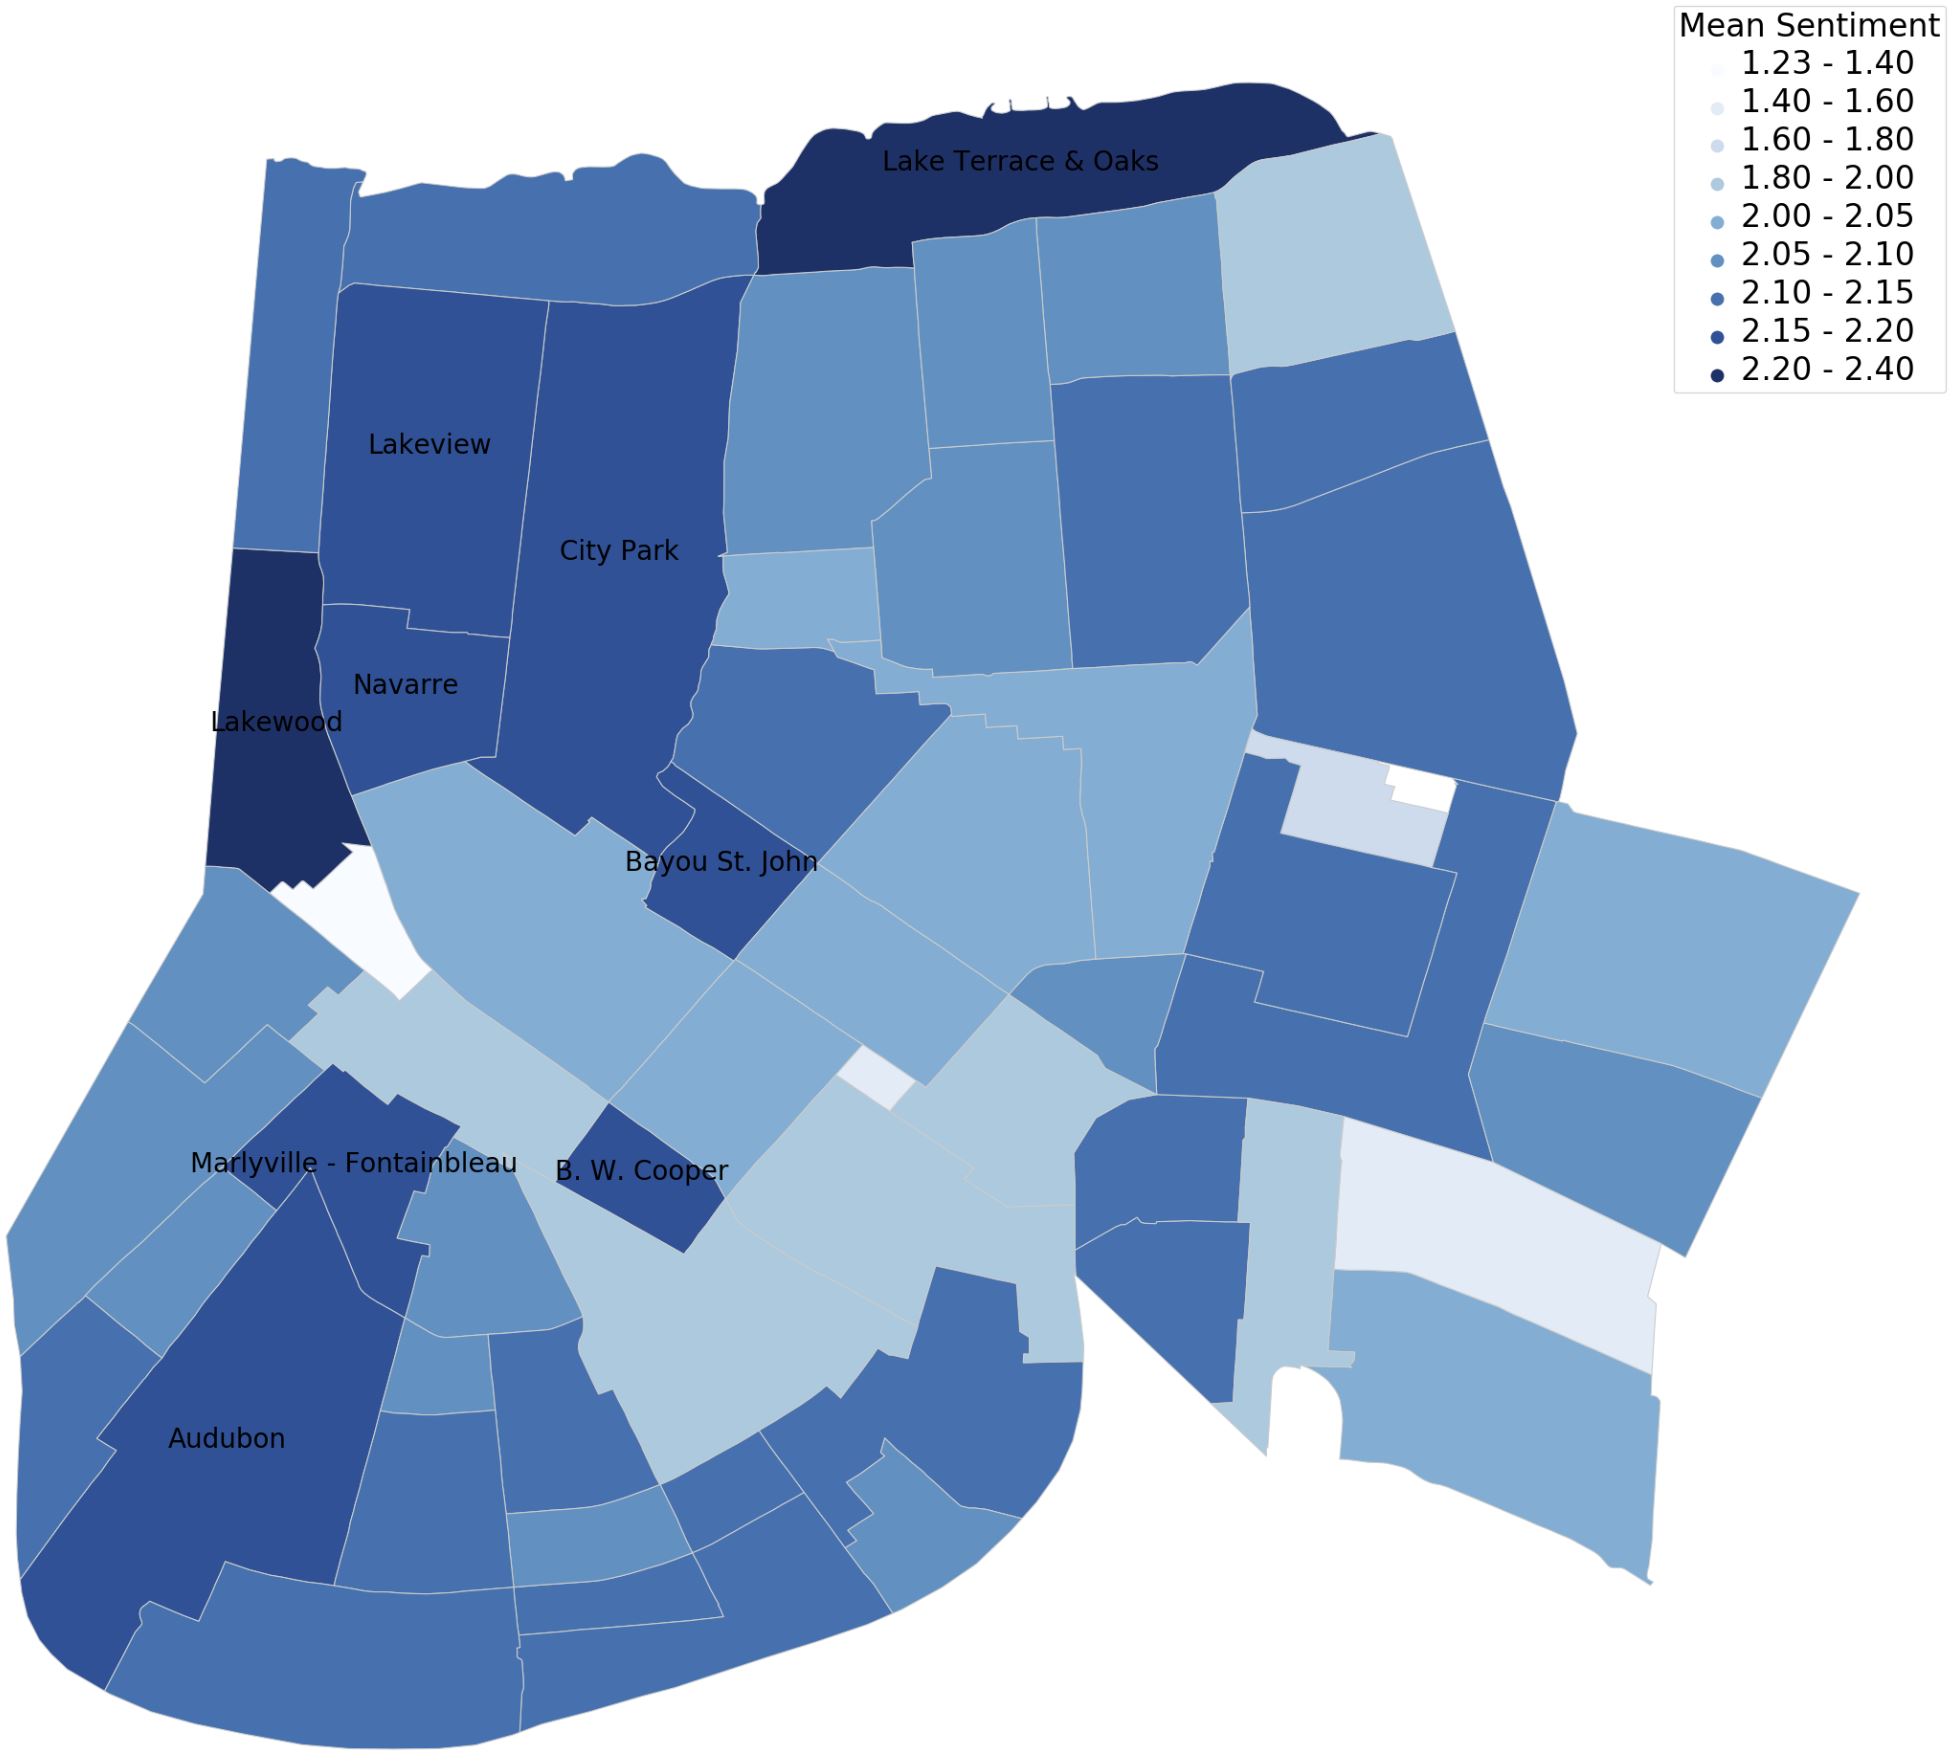 Mean Sentiment
1.23 - 1.40
1.40 - 1.60
1.60 - 1.80
1.80 - 2.00
2.00 - 2.05
2.05 - 2.10
2.10 - 2.15
2.15 - 2.20
2.20 - 2.40
Lake Terrace & Oaks
Lakeview
City Park
Navarre
Lakewood
Bayou St. John
Marlyville - Fontainbleau
B. W. Cooper
Audubon